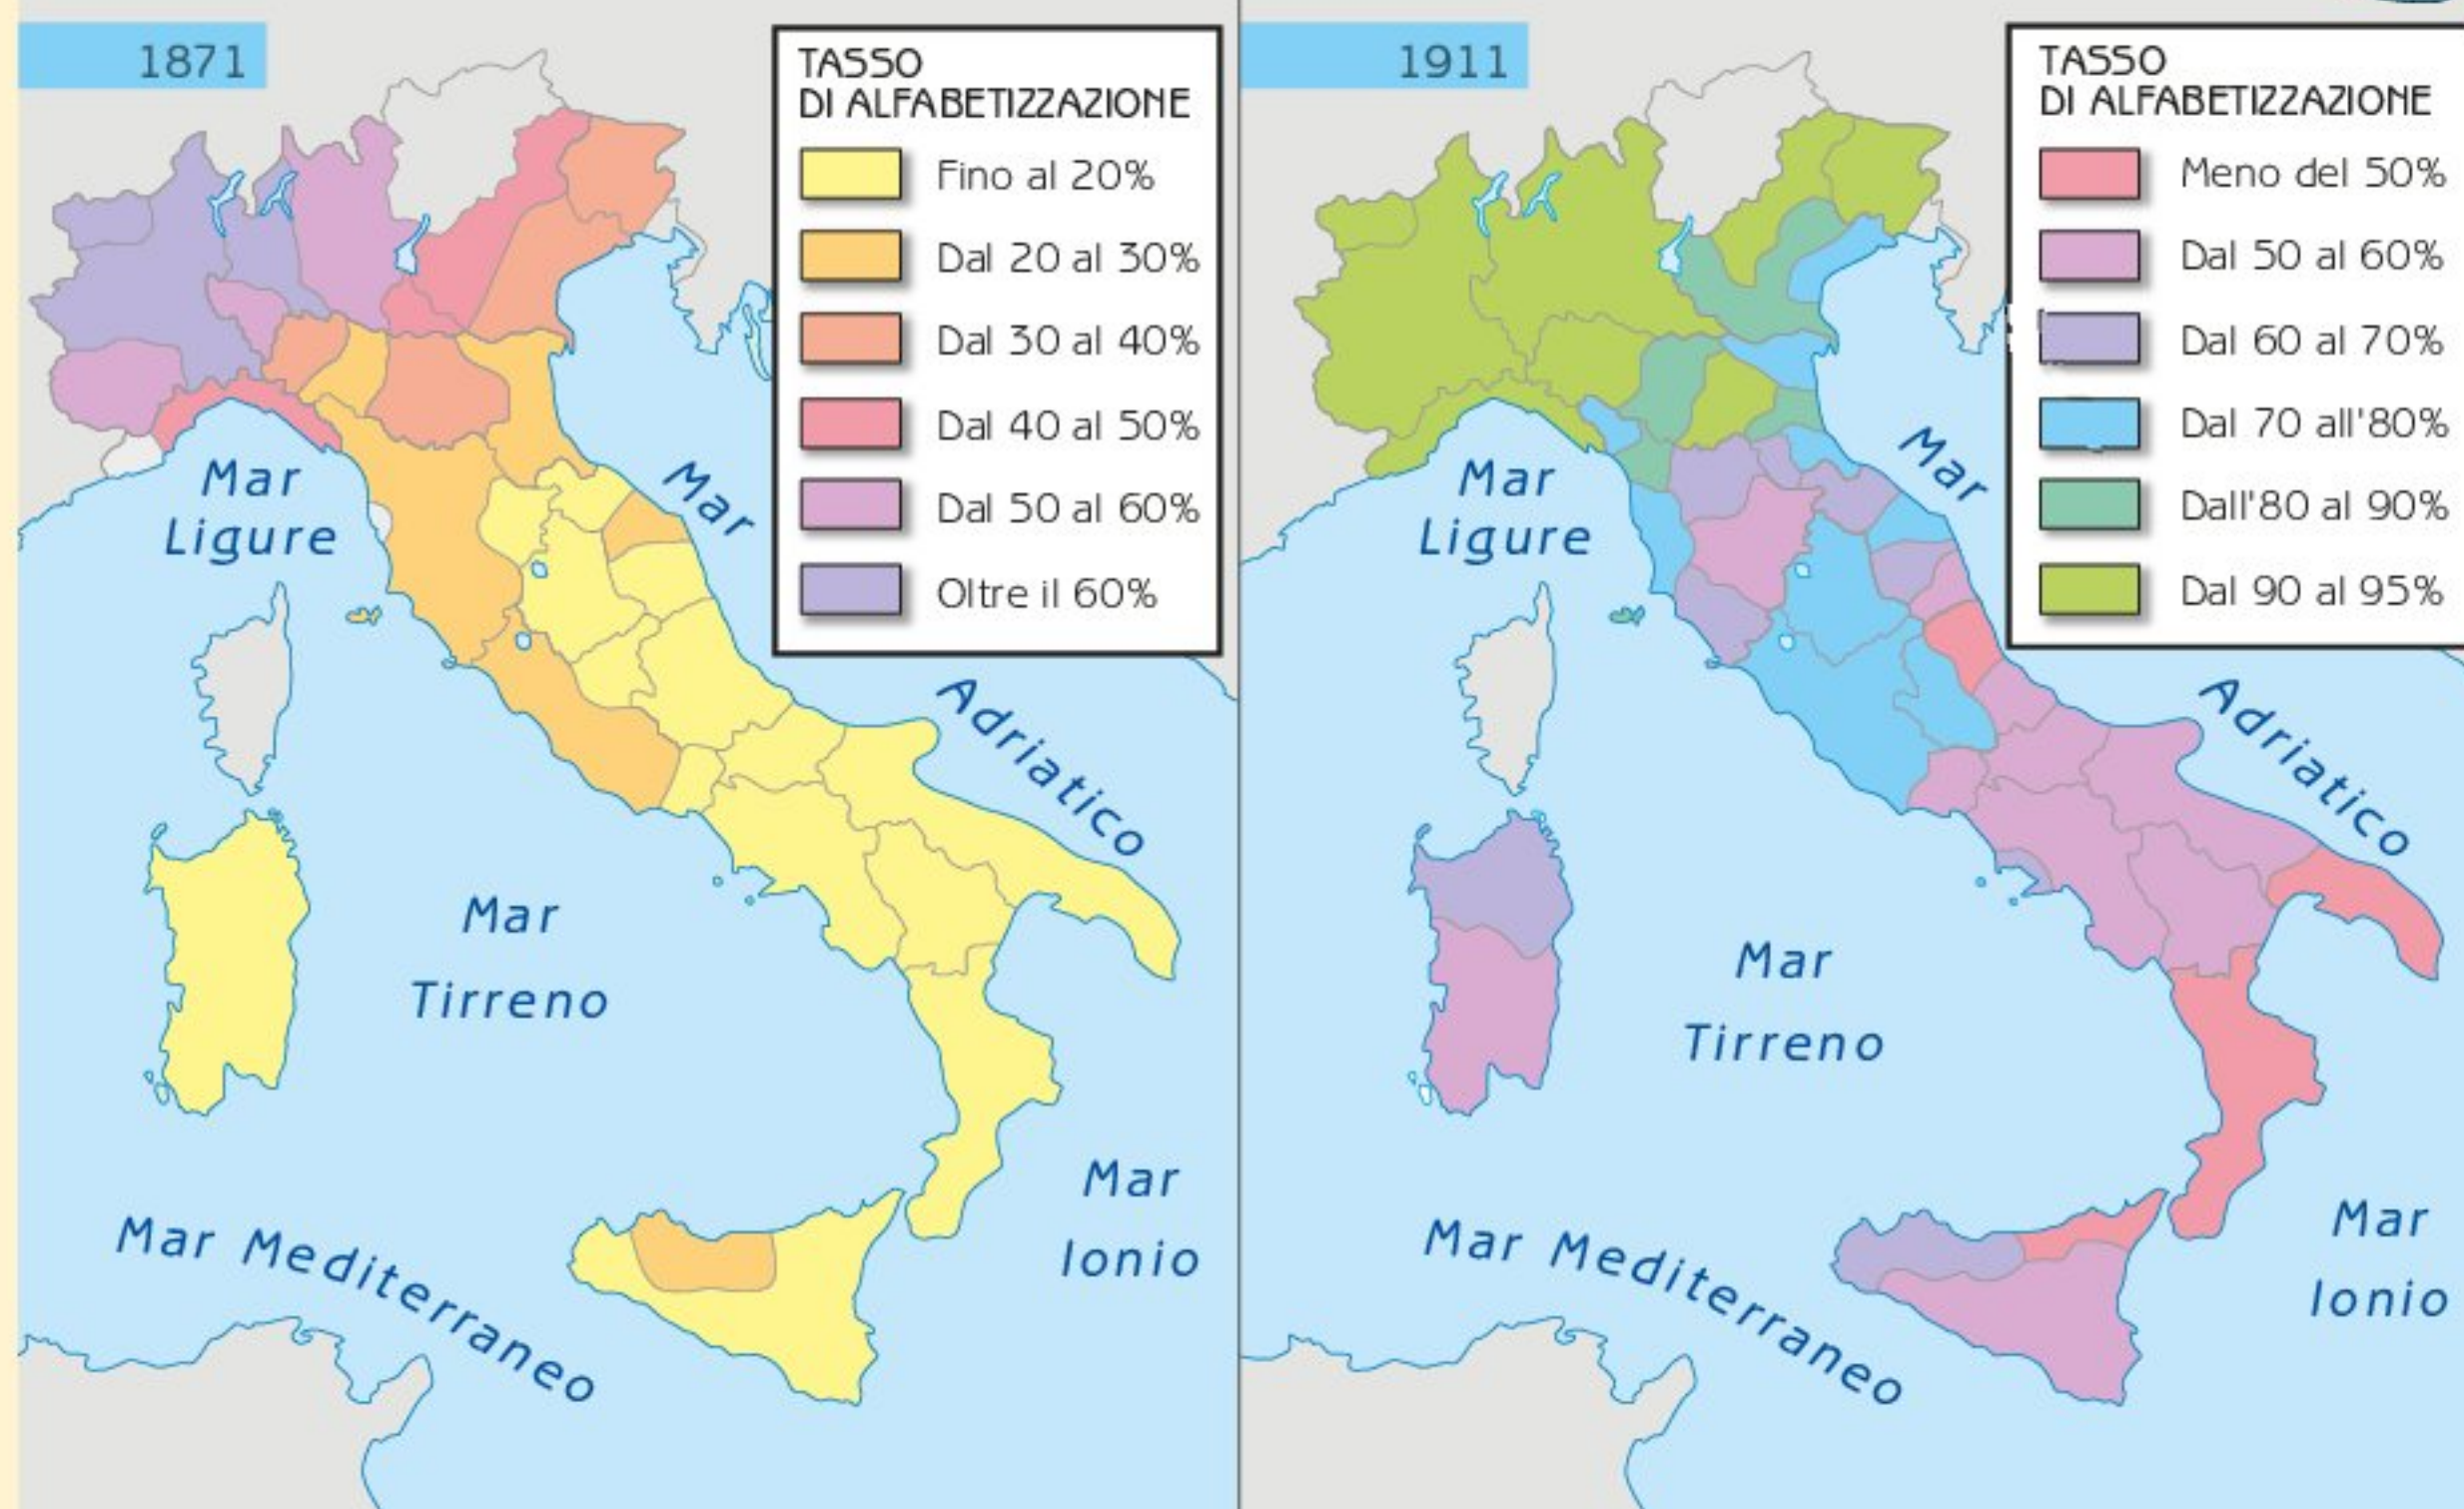 1871
TASSO
DI ALFABETIZZAZIONE
Fino al 20%
Dal 20 al 30%
Dal 30 al 40%
Dal 40 al 50%
Dal 50 al 60%
Oltre il 60%
Mar
Ligure
Mar
Adriatico
Mar
Tirreno
Mar
Ionio
Mar Mediterraneo
1911
TASSO
DI ALFABETIZZAZIONE
Meno del 50%
Dal 50 al 60%
Dal 60 al 70%
Dal 70 all'80%
Dall'80 al 90%
Dal 90 al 95%
Mar
Ligure
Mar
Adriatico
Mar
Tirreno
Mar
Ionio
Mar Mediterraneo